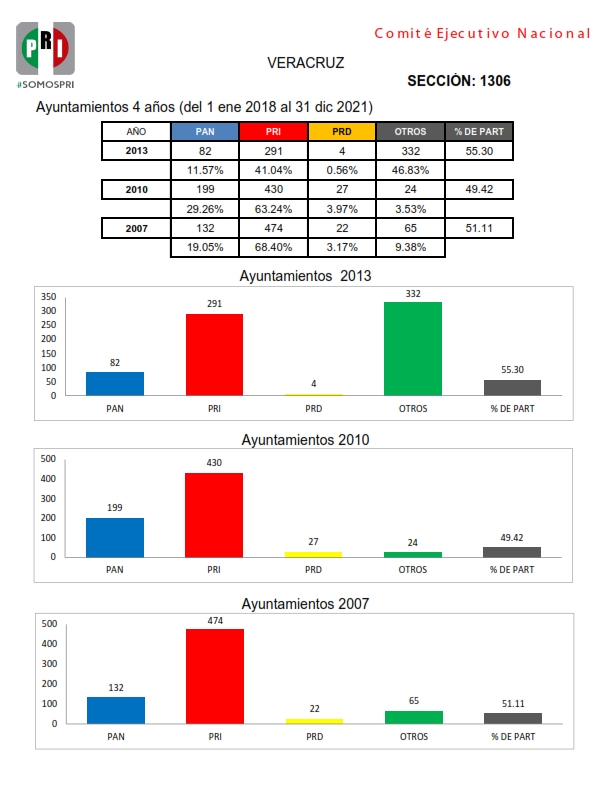 Comité Ejecutivo Nacional
PRI
#SOMOSPRI
VERACRUZ
SECCIÓN: 1306
Ayuntamientos 4 años (del 1 ene 2018 al 31 dic 2021)
AÑO PAN PRI PRD OTROS % DE PART
2013 82 291 4 332 55.30
11.57% 41.04% 0.56% 46.83%
2010 199 430 27 24 49.42
29.26% 63.24% 3.97% 3.53%
2007 132 474 22 65 51.11
19.05% 68.40% 3.17% 9.38%
Ayuntamientos 2013
350
300
250
200
150
100
50
0
82 291 4 332 55.30
PAN PRI PRD OTROS % DE PART
Ayuntamientos 2010
500
400
300
200
100
0
199 430 27 24 49.42
PAN PRI PRD OTROS % DE PART
Ayuntamientos 2007
500
400
300
200
100
0
132 474 22 65 51.11
PAN PRI PRD OTROS % DE PART